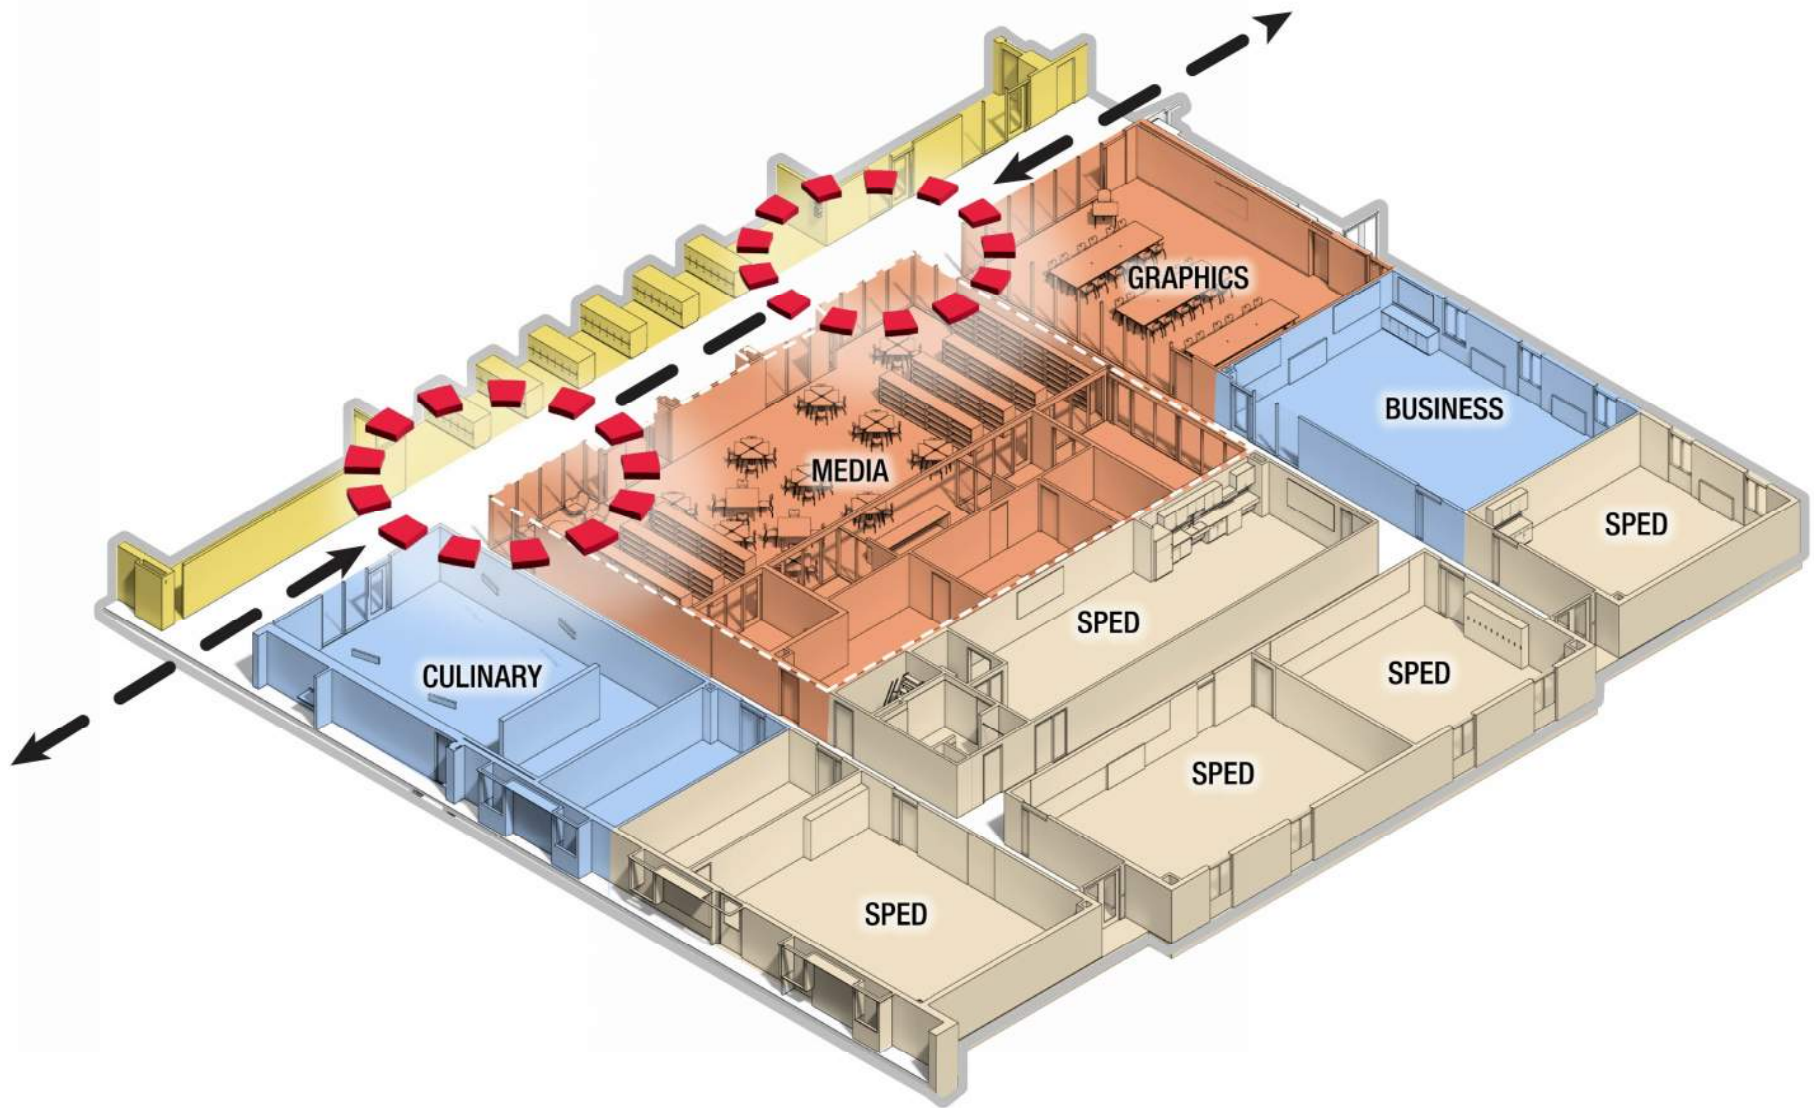 GRAPHICS
BUSINESS
MEDIA
SPED
SPED
SPED
CULINARY
SPED
SPED